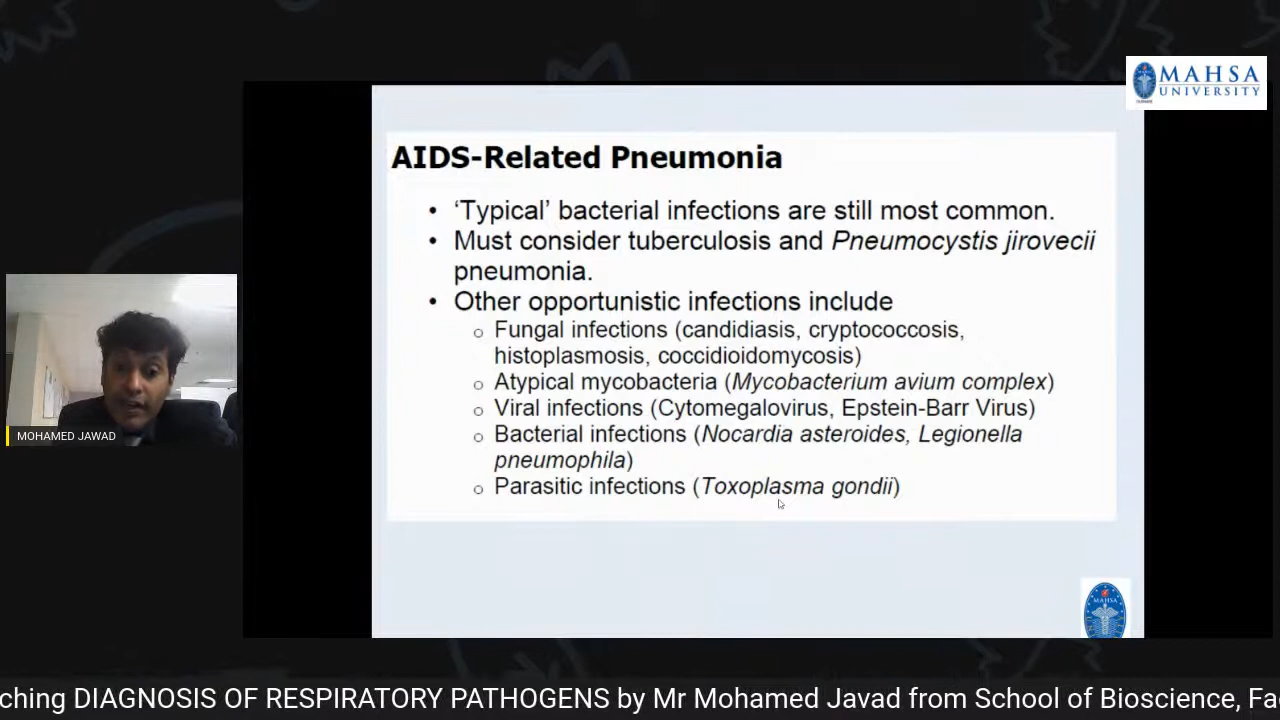 MAHSA
UNIVERSITY
AIDS-Related Pneumonia
• ‘Typical’ bacterial infections are still most common.
• Must consider tuberculosis and Pneumocystis jirovecii
pneumonia.
• Other opportunistic infections include
o Fungal infections (candidiasis, cryptococcosis,
histoplasmosis, coccidioidomycosis)
o Atypical mycobacteria (Mycobacterium avium complex)
o Viral infections (Cytomegalovirus, Epstein-Barr Virus)
o Bacterial infections (Nocardia asteroides, Legionella
pneumophila)
o Parasitic infections (Toxoplasma gondii)
MOHAMED JAWAD
MAHSA
ching DIAGNOSIS OF RESPIRATORY PATHOGENS by Mr Mohamed Javad from School of Bioscience, Fa